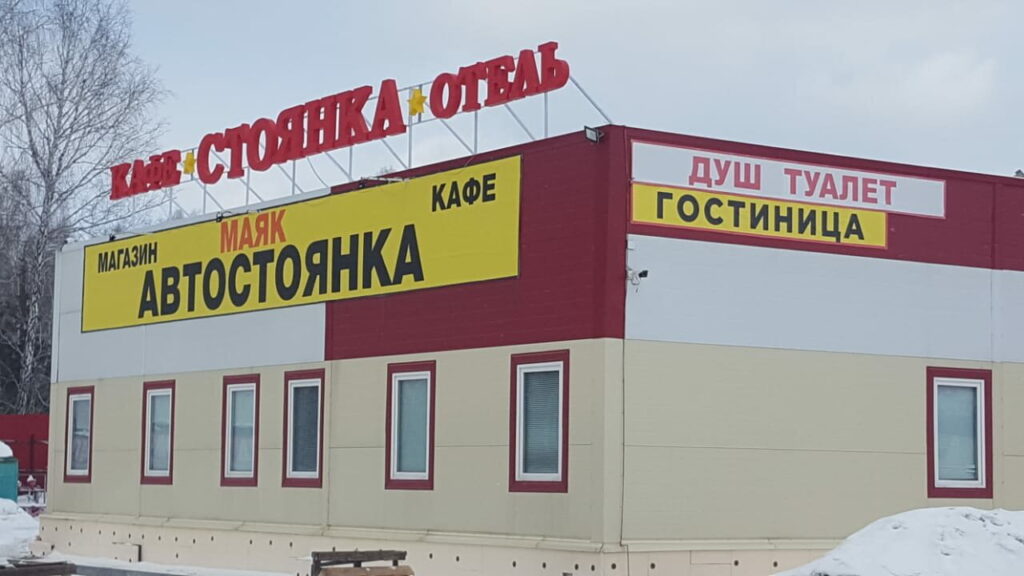 КАФЕ СТОЯНКА ОТЕЛЬ
МАГАЗИН МАЯК КАФЕ
АВТОСТОЯНКА
ДУШ ТУАЛЕТ
ГОСТИНИЦА